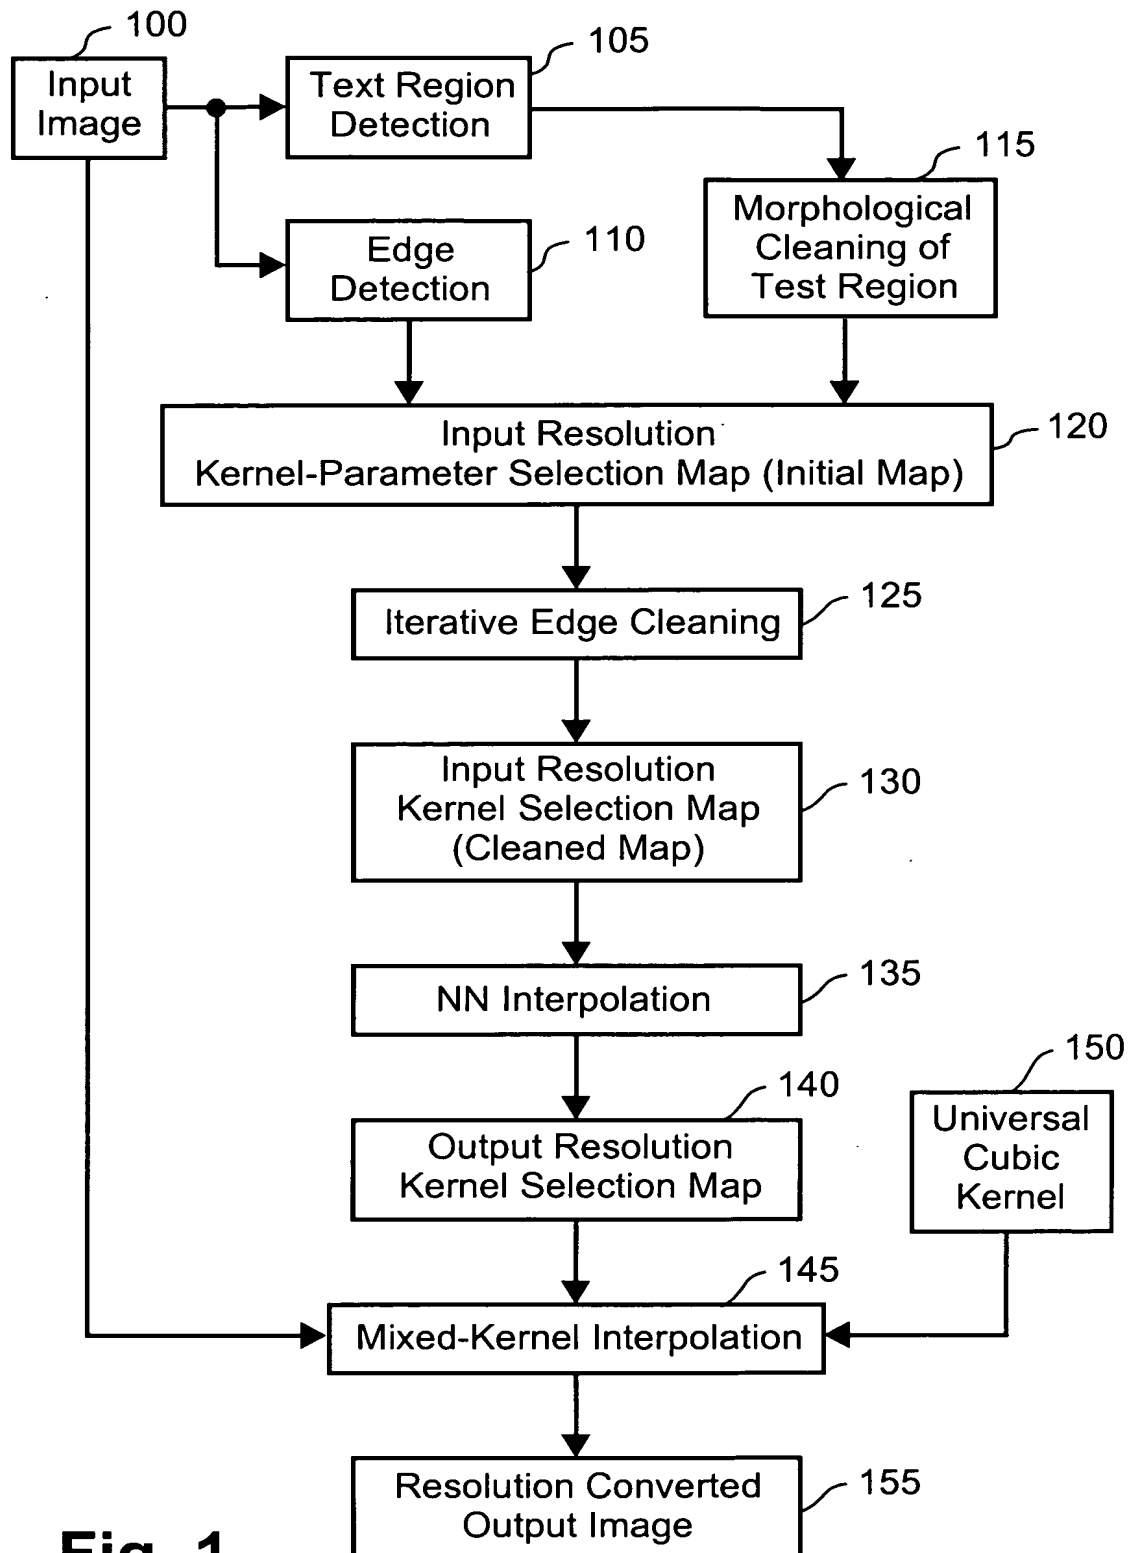 100
Input
Image
105
Text Region
Detection
110
Edge
Detection
115
Morphological
Cleaning of
Test Region
120
Input Resolution
Kernel-Parameter Selection Map (Initial Map)
125
Iterative Edge Cleaning
130
Input Resolution
Kernel Selection Map
(Cleaned Map)
135
NN Interpolation
140
Output Resolution
Kernel Selection Map
150
Universal
Cubic
Kernel
145
Mixed-Kernel Interpolation
155
Resolution Converted
Output Image
Fig. 1